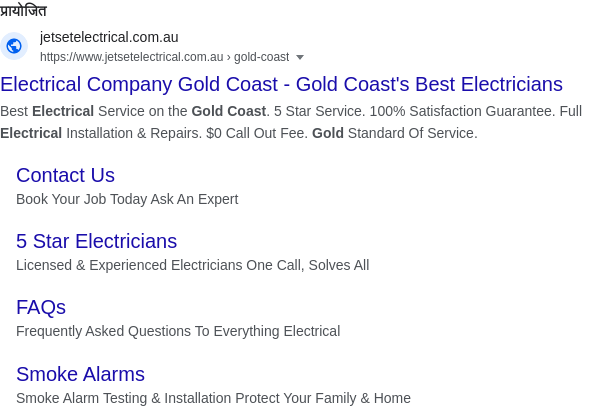 प्रायोजित
jetsetelectrical.com.au
https://www.jetsetelectrical.com.au › gold-coast
Electrical Company Gold Coast - Gold Coast's Best Electricians
Best Electrical Service on the Gold Coast. 5 Star Service. 100% Satisfaction Guarantee. Full
Electrical Installation & Repairs. $0 Call Out Fee. Gold Standard Of Service.
Contact Us
Book Your Job Today Ask An Expert
5 Star Electricians
Licensed & Experienced Electricians One Call, Solves All
FAQs
Frequently Asked Questions To Everything Electrical
Smoke Alarms
Smoke Alarm Testing & Installation Protect Your Family & Home